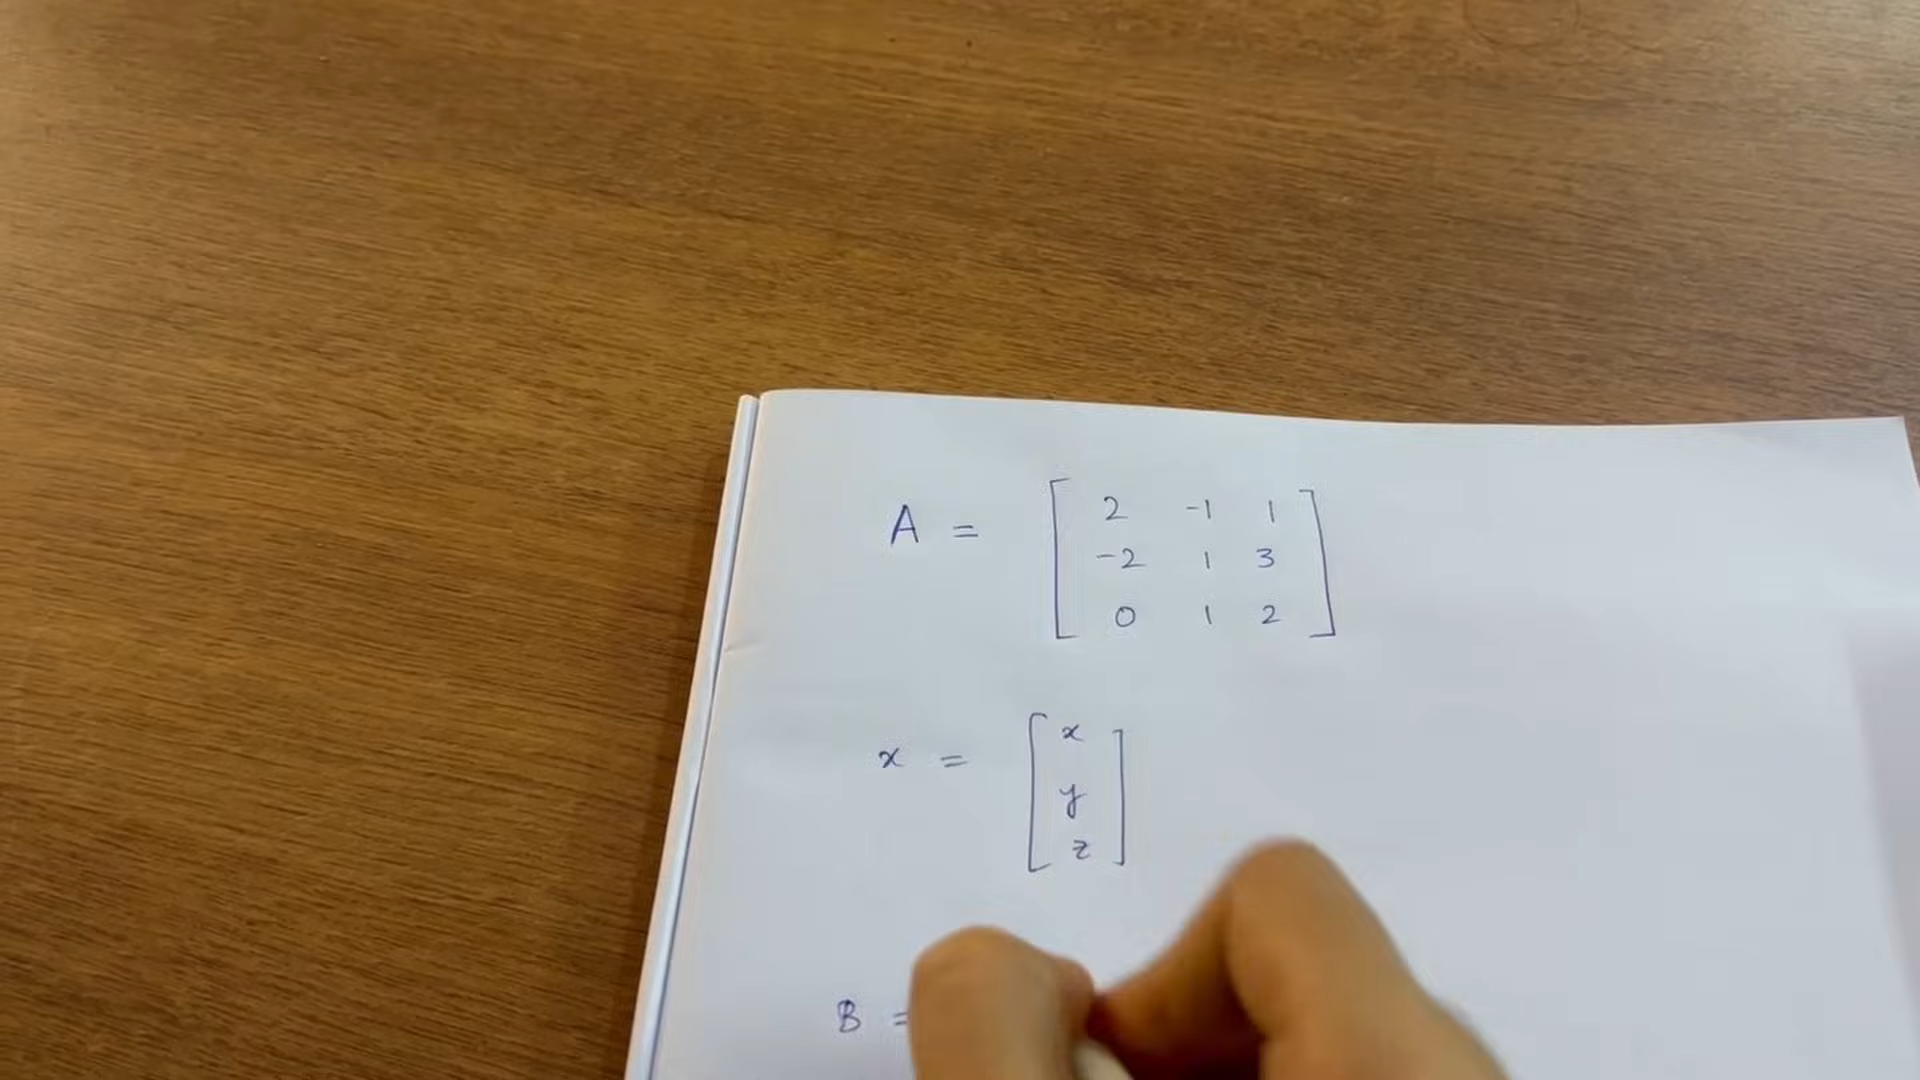 A = [ 2 -1 1
-2 1 3
0 1 2 ]
x = [ x
y
z ]
B =